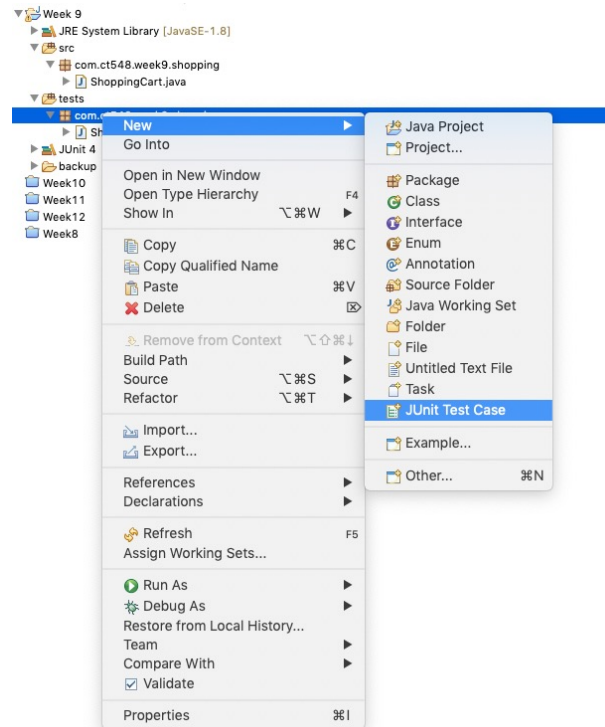 Week 9
JRE System Library [JavaSE-1.8]
src
com.ct548.week9.shopping
ShoppingCart.java
tests
com.
Sh
JUnit 4
backup
Week10
Week11
Week12
Week8
New
Go Into
Open in New Window
Open Type Hierarchy F4
Show In ⌥⌘W
Copy ⌘C
Copy Qualified Name
Paste ⌘V
Delete ⌦
Remove from Context ⌥⇧⌘↓
Build Path
Source ⌥⌘S
Refactor ⌥⌘T
Import...
Export...
References
Declarations
Refresh F5
Assign Working Sets...
Run As
Debug As
Restore from Local History...
Team
Compare With
Validate
Properties ⌘I
Java Project
Project...
Package
Class
Interface
Enum
Annotation
Source Folder
Java Working Set
Folder
File
Untitled Text File
Task
JUnit Test Case
Example...
Other... ⌘N